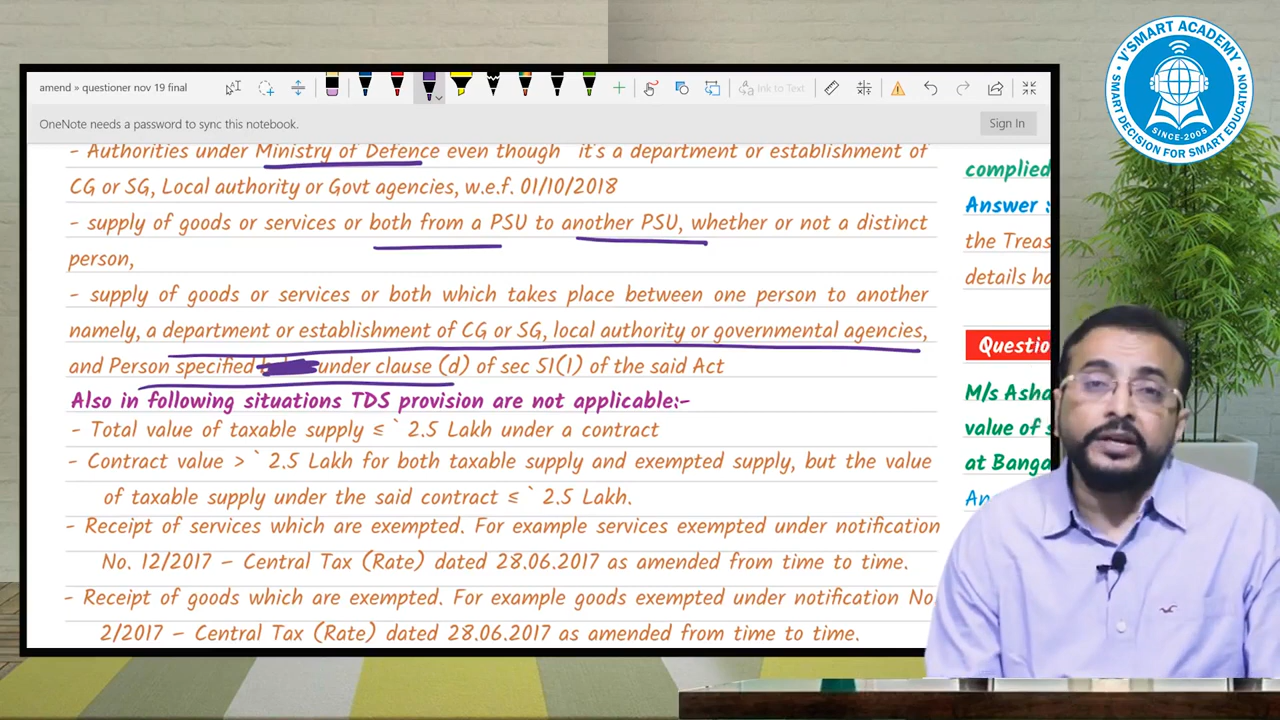 amend » questioner nov 19 final
Ink to Text
OneNote needs a password to sync this notebook.
Sign In
- Authorities under Ministry of Defence even though it's a department or establishment of
CG or SG, Local authority or Govt agencies, w.e.f. 01/10/2018
- supply of goods or services or both from a PSU to another PSU, whether or not a distinct
person,
- supply of goods or services or both which takes place between one person to another
namely, a department or establishment of CG or SG, local authority or governmental agencies,
and Person specified under clause (d) of sec 51(1) of the said Act
Also in following situations TDS provision are not applicable:-
- Total value of taxable supply ≤ ` 2.5 Lakh under a contract
- Contract value > ` 2.5 Lakh for both taxable supply and exempted supply, but the value
of taxable supply under the said contract ≤ ` 2.5 Lakh.
- Receipt of services which are exempted. For example services exempted under notification
No. 12/2017 – Central Tax (Rate) dated 28.06.2017 as amended from time to time.
- Receipt of goods which are exempted. For example goods exempted under notification No
2/2017 – Central Tax (Rate) dated 28.06.2017 as amended from time to time.
complied
Answer :
the Treas
details ha
Questio
M/s Asha
value of s
at Banga
An
V'SMART ACADEMY
SINCE-2005
SMART DECISION FOR SMART EDUCATION